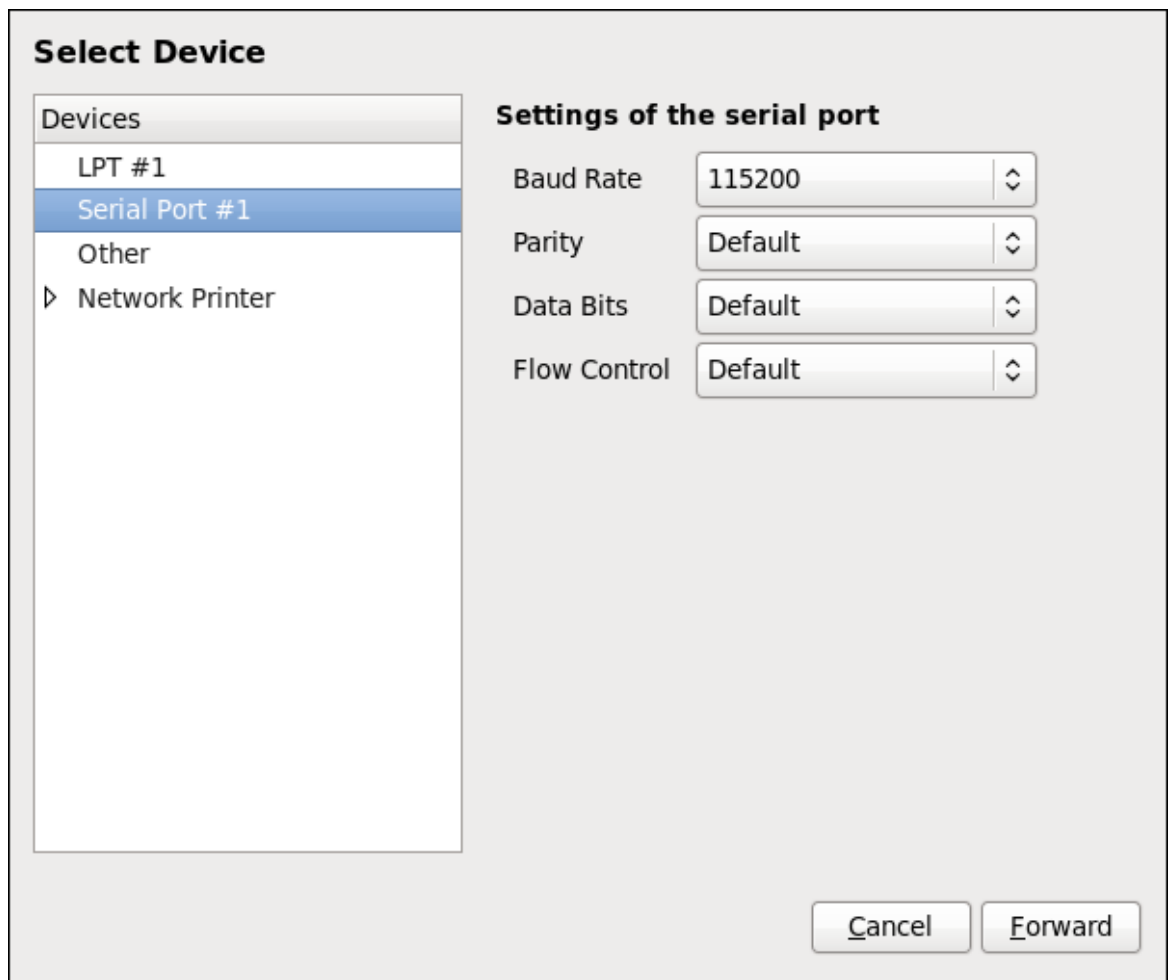 Select Device
Devices
LPT #1
Serial Port #1
Other
Network Printer
Settings of the serial port
Baud Rate 115200
Parity Default
Data Bits Default
Flow Control Default
Cancel Forward